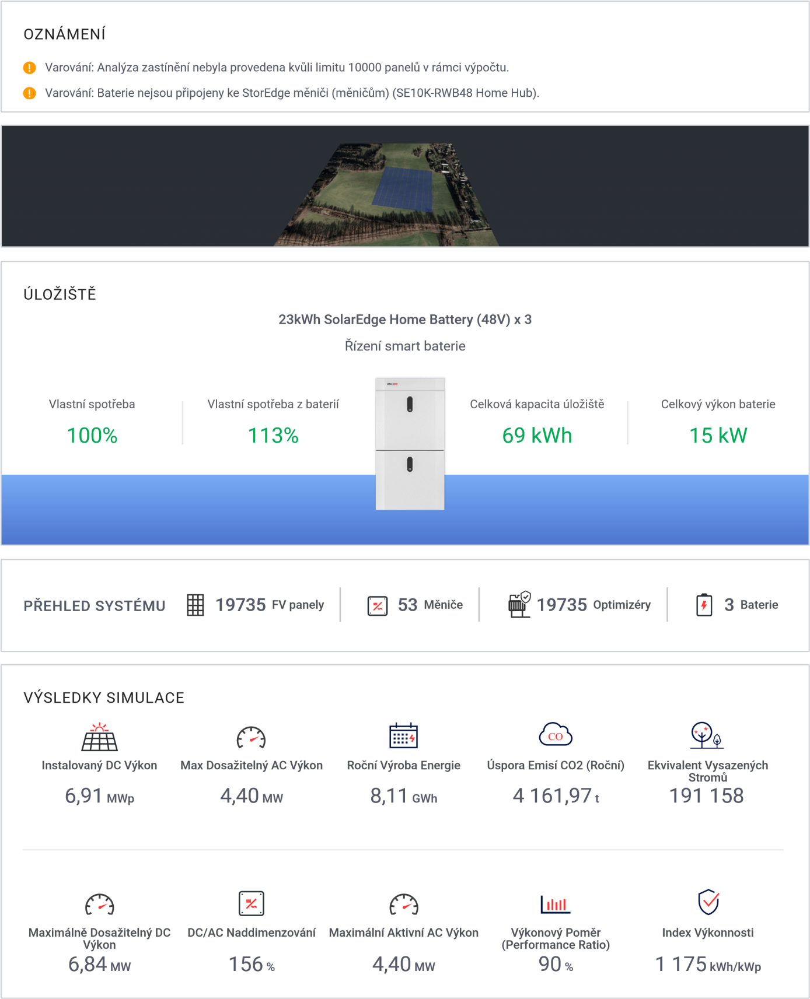 OZNÁMENÍ
Varování: Analýza zastínění nebyla provedena kvůli limitu 10000 panelů v rámci výpočtu.
Varování: Baterie nejsou připojeny ke StorEdge měniči (měničům) (SE10K-RWB48 Home Hub).
ÚLOŽIŠTĚ
23kWh SolarEdge Home Battery (48V) x 3
Řízení smart baterie
Vlastní spotřeba
100%
Vlastní spotřeba z baterií
113%
Celková kapacita úložiště
69 kWh
Celkový výkon baterie
15 kW
PŘEHLED SYSTÉMU
19735 FV panely
53 Měniče
19735 Optimizéry
3 Baterie
VÝSLEDKY SIMULACE
CO
Instalovaný DC Výkon
6,91 MWp
Max Dosažitelný AC Výkon
4,40 MW
Roční Výroba Energie
8,11 GWh
Úspora Emisí CO2 (Roční)
4 161,97 t
Ekvivalent Vysazených
Stromů
191 158
Maximálně Dosažitelný DC
Výkon
6,84 MW
DC/AC Naddimenzování
156 %
Maximální Aktivní AC Výkon
4,40 MW
Výkonový Poměr
(Performance Ratio)
90 %
Index Výkonnosti
1 175 kWh/kWp